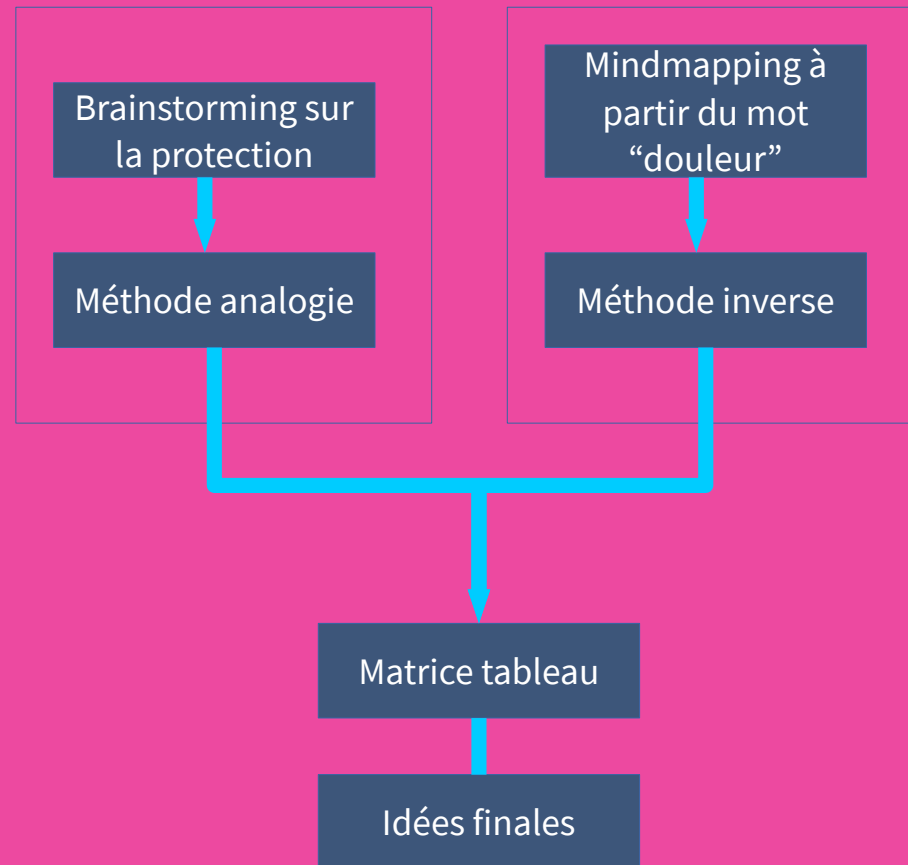 Brainstorming sur
la protection
Mindmapping à
partir du mot
“douleur”
Méthode analogie
Méthode inverse
Matrice tableau
Idées finales